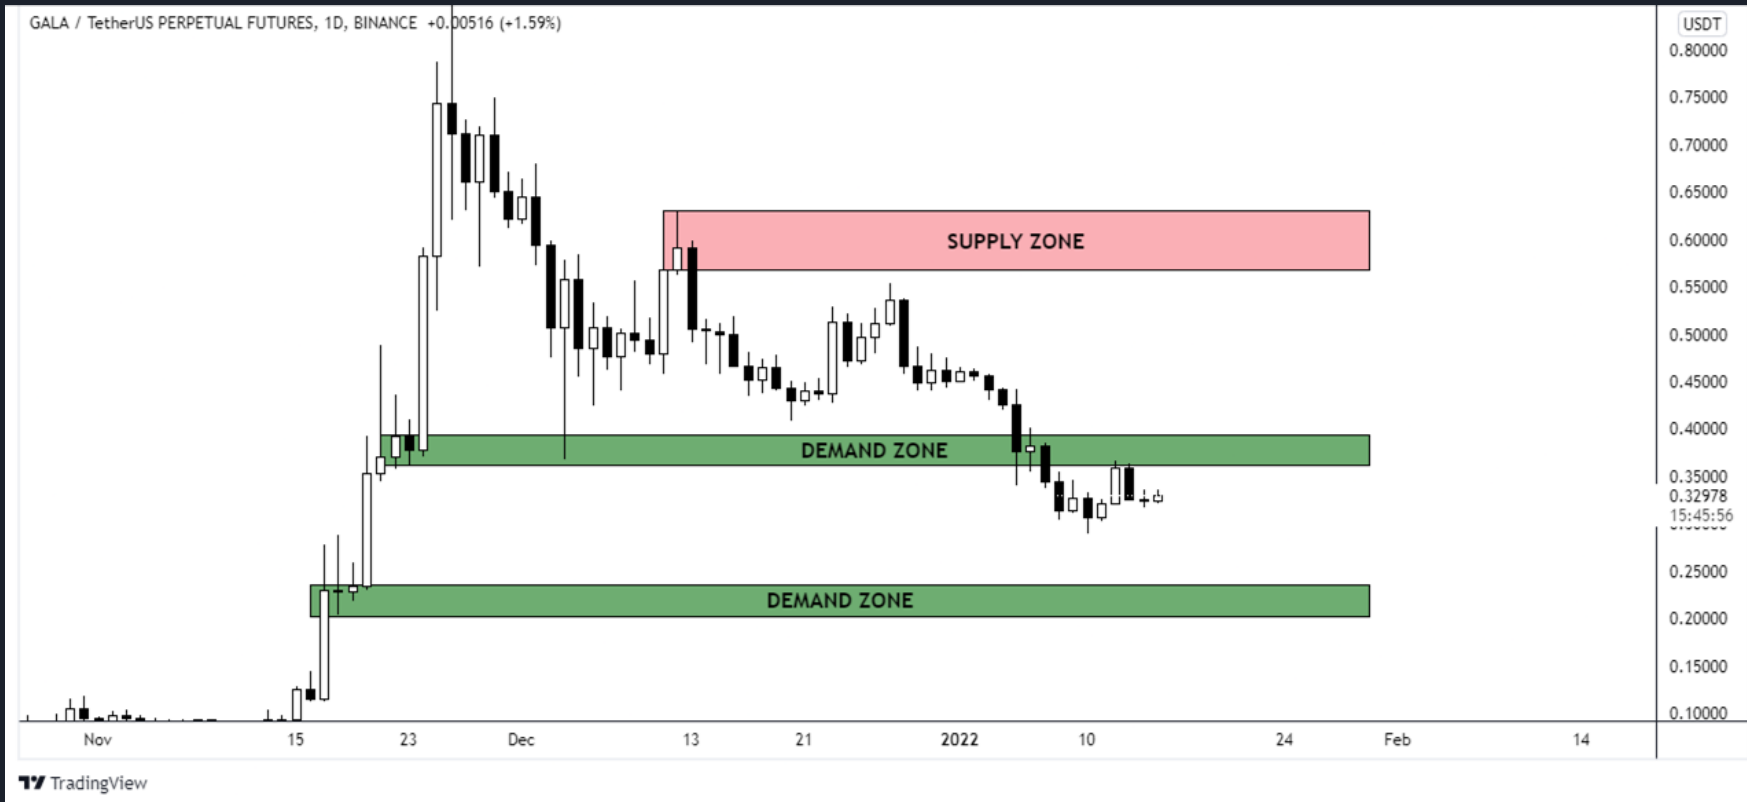 GALA / TetherUS PERPETUAL FUTURES, 1D, BINANCE +0.00516 (+1.59%)
USDT
0.80000
0.75000
0.70000
0.65000
0.60000
0.55000
0.50000
0.45000
0.40000
0.35000
0.32978
15:45:56
0.25000
0.20000
0.15000
0.10000
SUPPLY ZONE
DEMAND ZONE
DEMAND ZONE
Nov 15 23 Dec 13 21 2022 10 24 Feb 14
TradingView